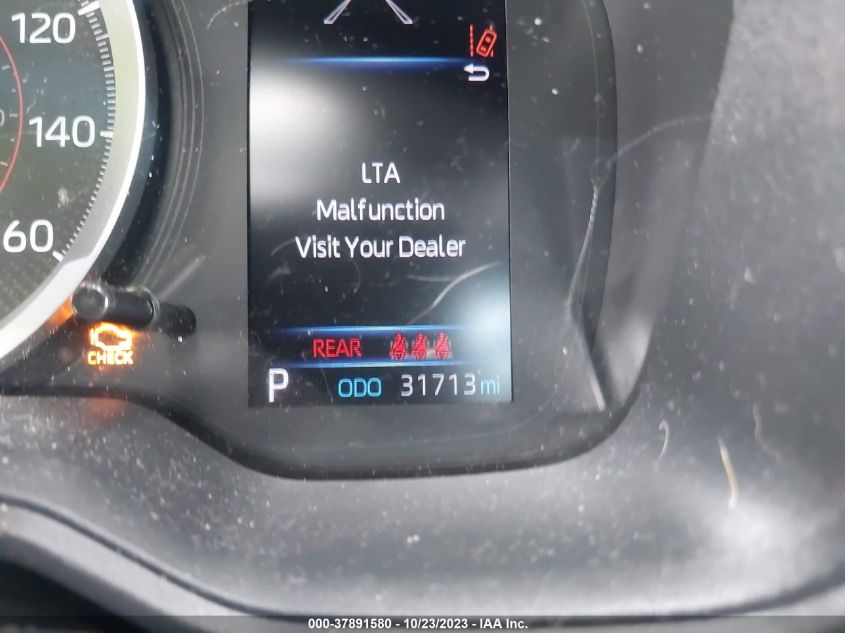 120
140
60
LTA
Malfunction
Visit Your Dealer
REAR
CHECK
P ODO 31713 mi
000-37891580 - 10/23/2023 - IAA Inc.